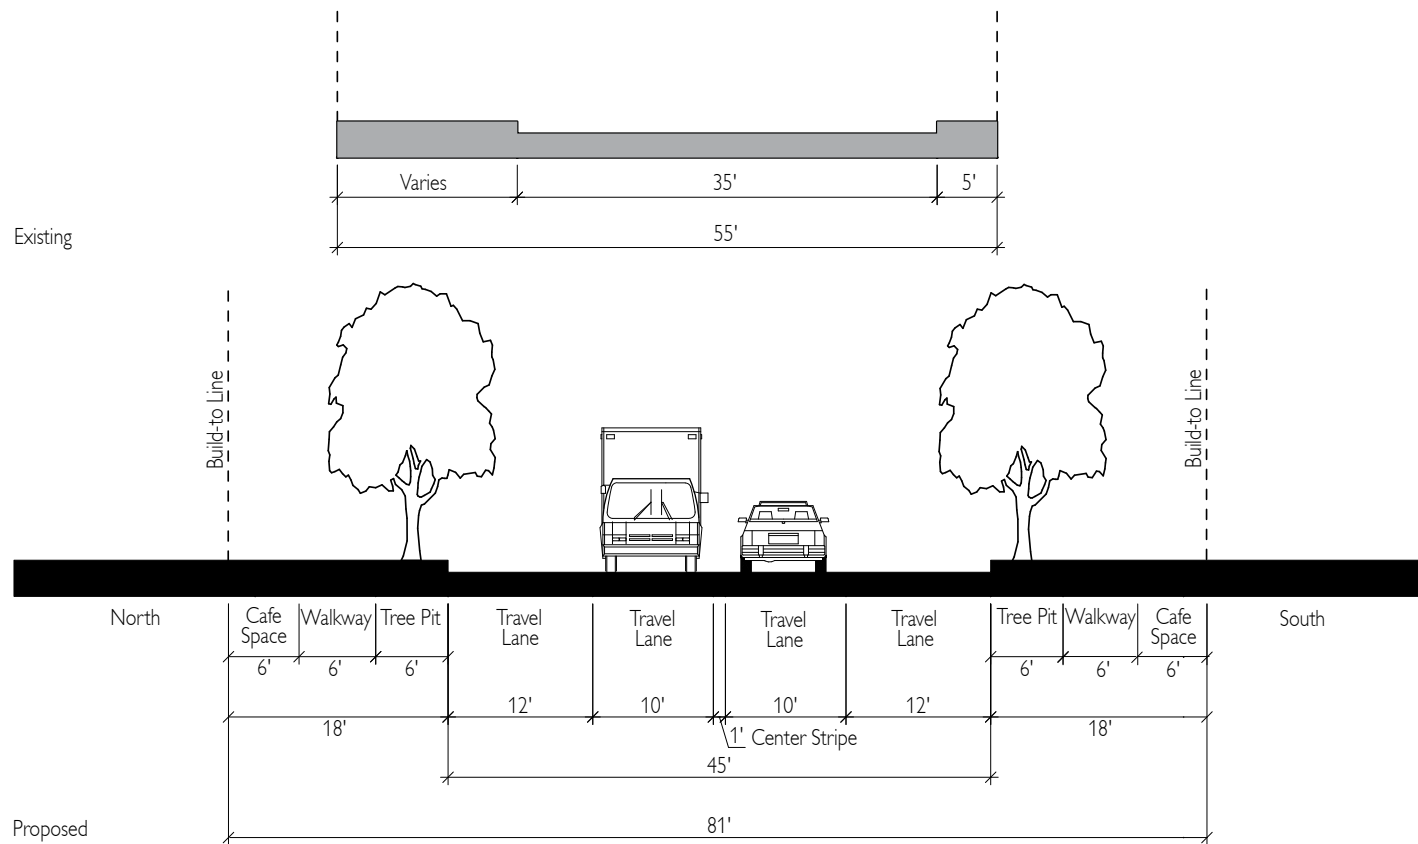 Varies
35'
5'
55'
Existing
Build-to Line
Build-to Line
North
Cafe
Space
Walkway
Tree Pit
Travel
Lane
Travel
Lane
Travel
Lane
Travel
Lane
Tree Pit
Walkway
Cafe
Space
South
6'
6'
6'
6'
6'
6'
12'
10'
10'
12'
18'
18'
1' Center Stripe
45'
81'
Proposed